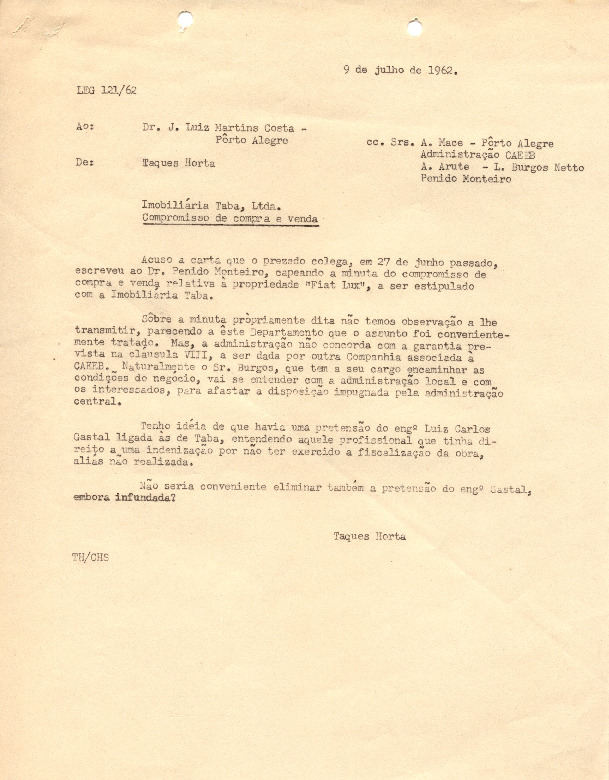 9 de julho de 1962.
LEG 121/62
Ao: Dr. J. Luiz Martins Costa -
Pôrto Alegre
cc. Srs. A. Mace - Pôrto Alegre
Administração CAEEB
A. Arute - L. Burgos Netto
Penido Monteiro
De: Taques Horta
Imobiliária Taba, Ltda.
Compromisso de compra e venda
Acuso a carta que o prezado colega, em 27 de junho passado,
escreveu ao Dr. Penido Monteiro, capeando a minuta do compromisso de
compra e venda relativa à propriedade "Fiat Lux", a ser estipulado
com a Imobiliária Taba.
Sôbre a minuta pròpriamente dita não temos observação a lhe
transmitir, parecendo a êste Departamento que o assunto foi conveniente-
mente tratado. Mas, a administração não concorda com a garantia pre-
vista na cláusula VIII, a ser dada por outra Companhia associada à
CAEEB. Naturalmente o Sr. Burgos, que tem a seu cargo encaminhar as
condições do negocio, vai se entender com a administração local e com
os interessados, para afastar a disposição impugnada pela administração
central.
Tenho idéia de que havia uma pretensão do engº Luiz Carlos
Gastal ligada às de Taba, entendendo aquele profissional que tinha di-
reito a uma indenização por não ter exercido a fiscalização da obra,
alias não realizada.
Não seria conveniente eliminar também a pretensão do engº Gastal,
embora infundada?
Taques Horta
TH/CHS